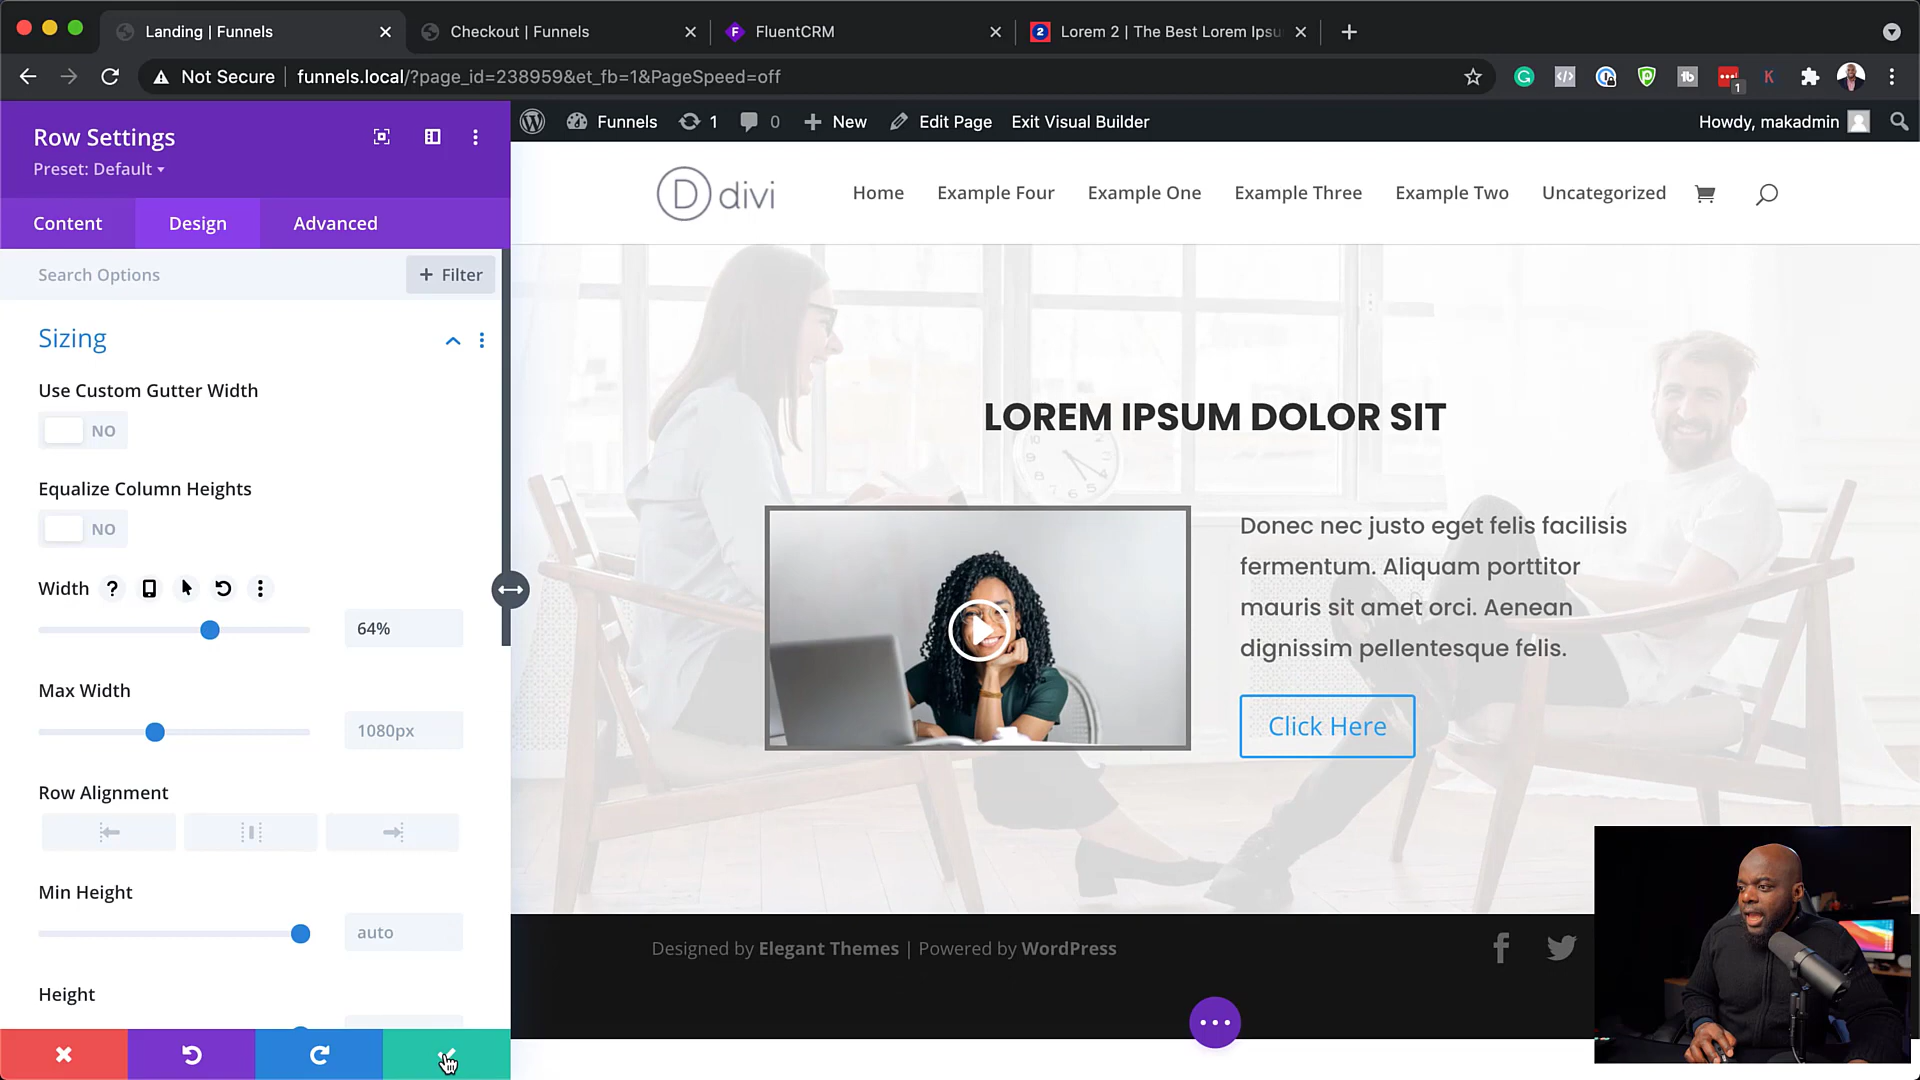 Landing | Funnels
Checkout | Funnels
FluentCRM
Lorem 2 | The Best Lorem Ipsu
Not Secure
funnels.local/?page_id=238959&et_fb=1&PageSpeed=off
1
Row Settings
Preset: Default
Funnels
1
0
New
Edit Page
Exit Visual Builder
Howdy, makadmin
Content
Design
Advanced
D divi
Home
Example Four
Example One
Example Three
Example Two
Uncategorized
Search Options
+ Filter
Sizing
Use Custom Gutter Width
NO
Equalize Column Heights
NO
Width
64%
Max Width
1080px
Row Alignment
Min Height
auto
Height
LOREM IPSUM DOLOR SIT
Donec nec justo eget felis facilisis
fermentum. Aliquam porttitor
mauris sit amet orci. Aenean
dignissim pellentesque felis.
Click Here
Designed by Elegant Themes | Powered by WordPress